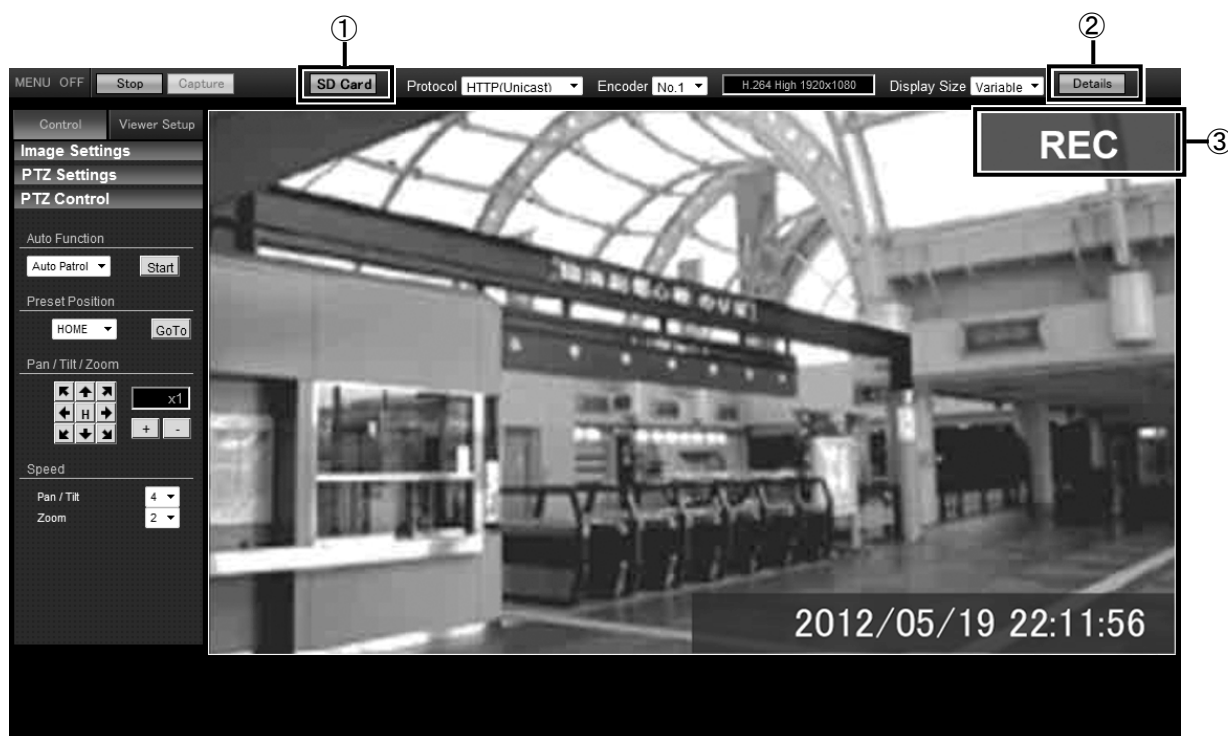 ① ②
MENU OFF Stop Capture SD Card Protocol HTTP(Unicast) Encoder No.1 H.264 High 1920x1080 Display Size Variable Details
Control Viewer Setup
REC ③
Image Settings
PTZ Settings
PTZ Control
Auto Function
Auto Patrol Start
Preset Position
HOME GoTo
Pan / Tilt / Zoom
x1
H
+ -
Speed
Pan / Tilt 4
Zoom 2
2012/05/19 22:11:56